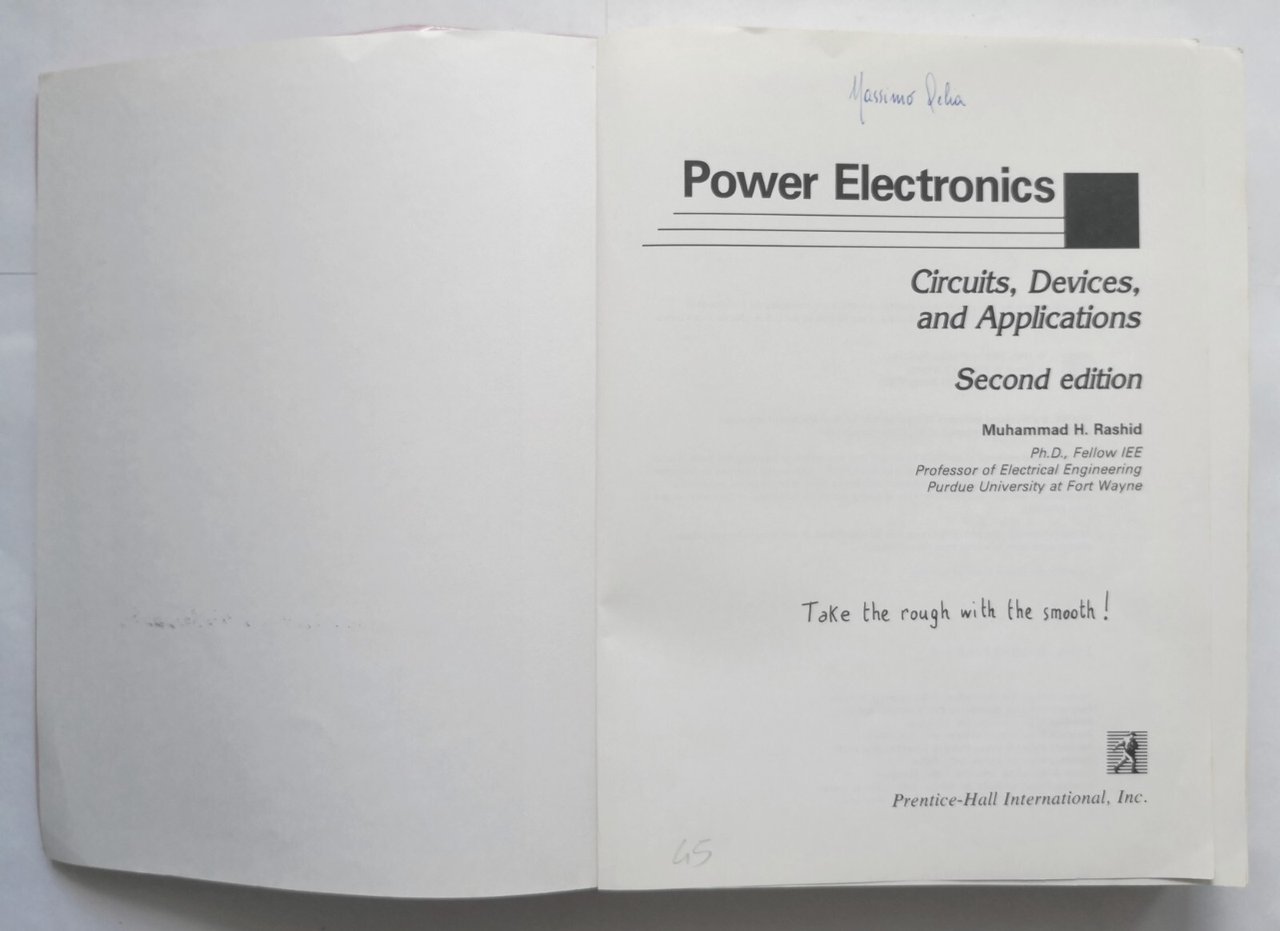 Massimo
Power Electronics
Circuits, Devices,
and Applications
Second edition
Muhammad H. Rashid
Ph.D., Fellow IEE
Professor of Electrical Engineering
Purdue University at Fort Wayne
Take the rough with the smooth!
Prentice-Hall International, Inc.
45